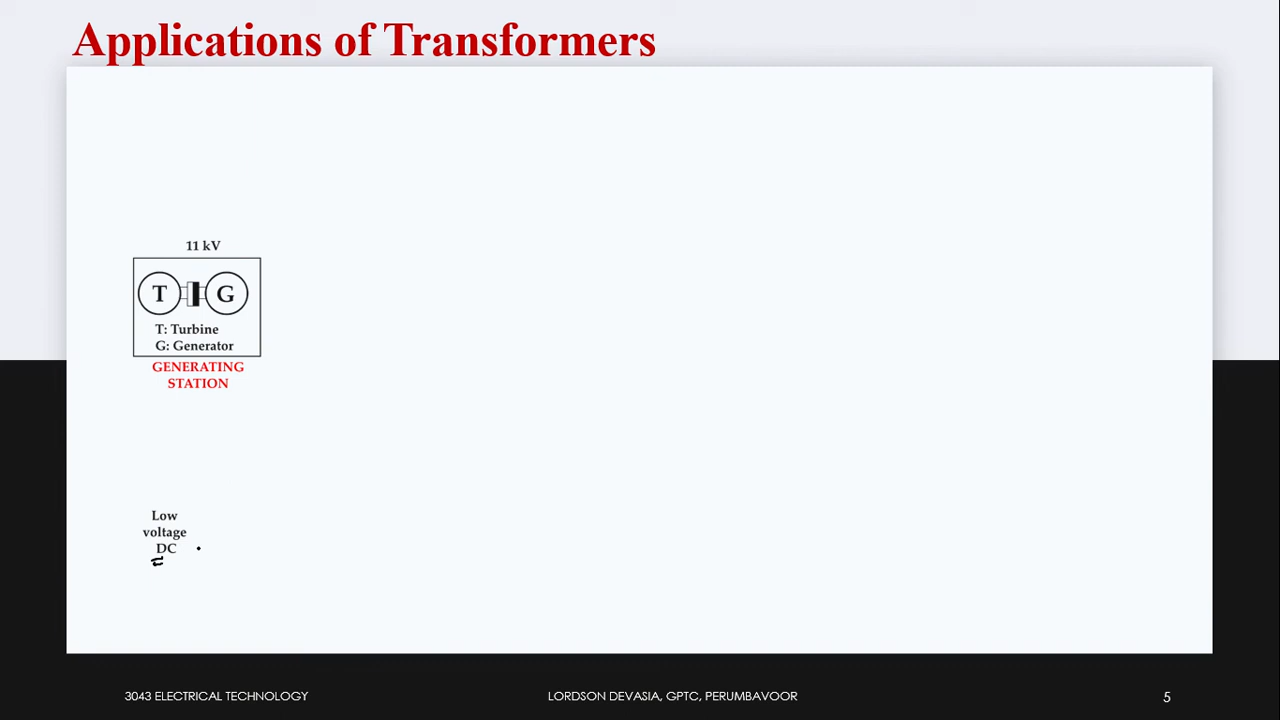 Applications of Transformers
11 kV
T G
T: Turbine
G: Generator
GENERATING
STATION
Low
voltage
DC
3043 ELECTRICAL TECHNOLOGY
LORDSON DEVASIA, GPTC, PERUMBAVOOR
5